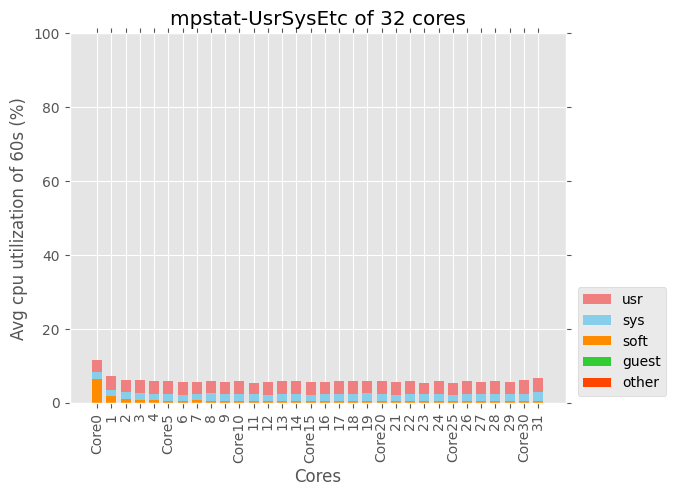 mpstat-UsrSysEtc of 32 cores
Avg cpu utilization of 60s (%)
100
80
60
40
20
0
Core0
1
2
3
4
Core5
6
7
8
9
Core10
11
12
13
14
Core15
16
17
18
19
Core20
21
22
23
24
Core25
26
27
28
29
Core30
31
Cores
usr
sys
soft
guest
other